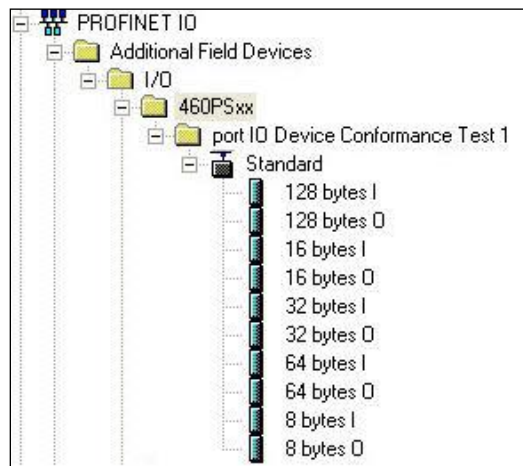 PROFINET IO
Additional Field Devices
I/O
460PSxx
port IO Device Conformance Test 1
Standard
128 bytes I
128 bytes O
16 bytes I
16 bytes O
32 bytes I
32 bytes O
64 bytes I
64 bytes O
8 bytes I
8 bytes O